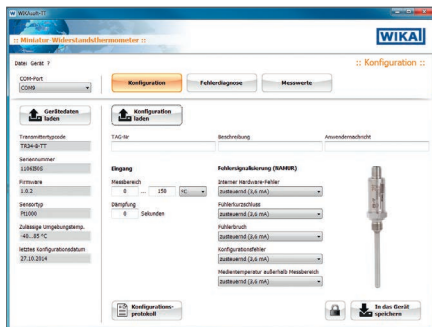 WIKAsoft-TT
:: Miniatur-Widerstandsthermometer ::
WIKA
Datei Gerät ?
:: Konfiguration ::
COM-Port
COM9
Konfiguration
Fehlerdiagnose
Messwerte
Gerätedaten laden
Konfiguration laden
Transmittertypcode
TR34-B-TT
TAG-Nr
Beschreibung
Anwendernachricht
Seriennummer
Firmware
1.0.2
Sensortyp
Pt1000
Zulässige Umgebungstemp.
-40...85 °C
letztes Konfigurationsdatum
27.10.2014
Eingang
Messbereich
0 ... 150 °C
Dämpfung
0 Sekunden
Fehlersignalisierung (NAMUR)
Interner Hardware-Fehler
zusteuernd (3,6 mA)
Fühlerkurzschluss
zusteuernd (3,6 mA)
Fühlerbruch
zusteuernd (3,6 mA)
Konfigurationsfehler
zusteuernd (3,6 mA)
Medientemperatur außerhalb Messbereich
zusteuernd (3,6 mA)
Konfigurations-
protokoll
In das Gerät
speichern